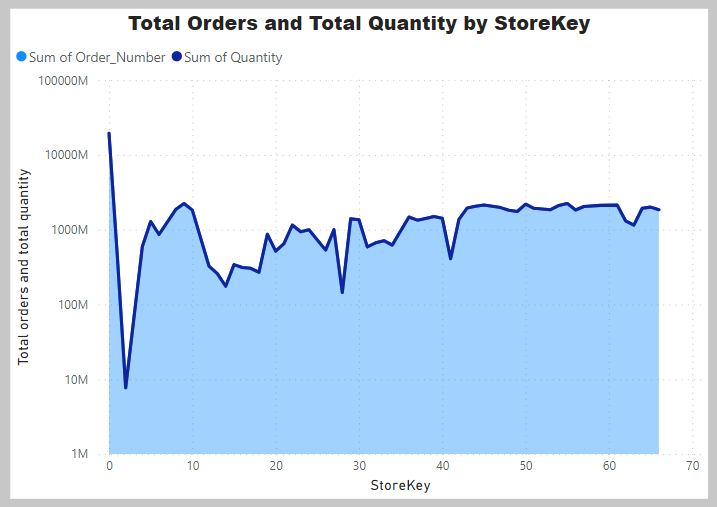 Total Orders and Total Quantity by StoreKey
Sum of Order_Number Sum of Quantity
100000M
10000M
1000M
100M
10M
1M
Total orders and total quantity
0 10 20 30 40 50 60 70
StoreKey